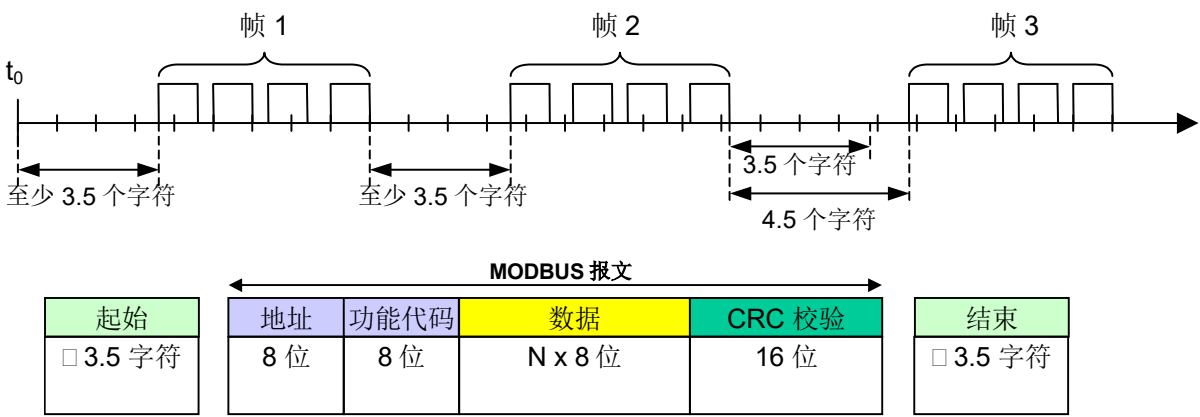 帧 1
帧 2
帧 3
t0
至少 3.5 个字符
至少 3.5 个字符
3.5 个字符
4.5 个字符
MODBUS 报文
起始
地址
功能代码
数据
CRC 校验
结束
□ 3.5 字符
8 位
8 位
N x 8 位
16 位
□ 3.5 字符